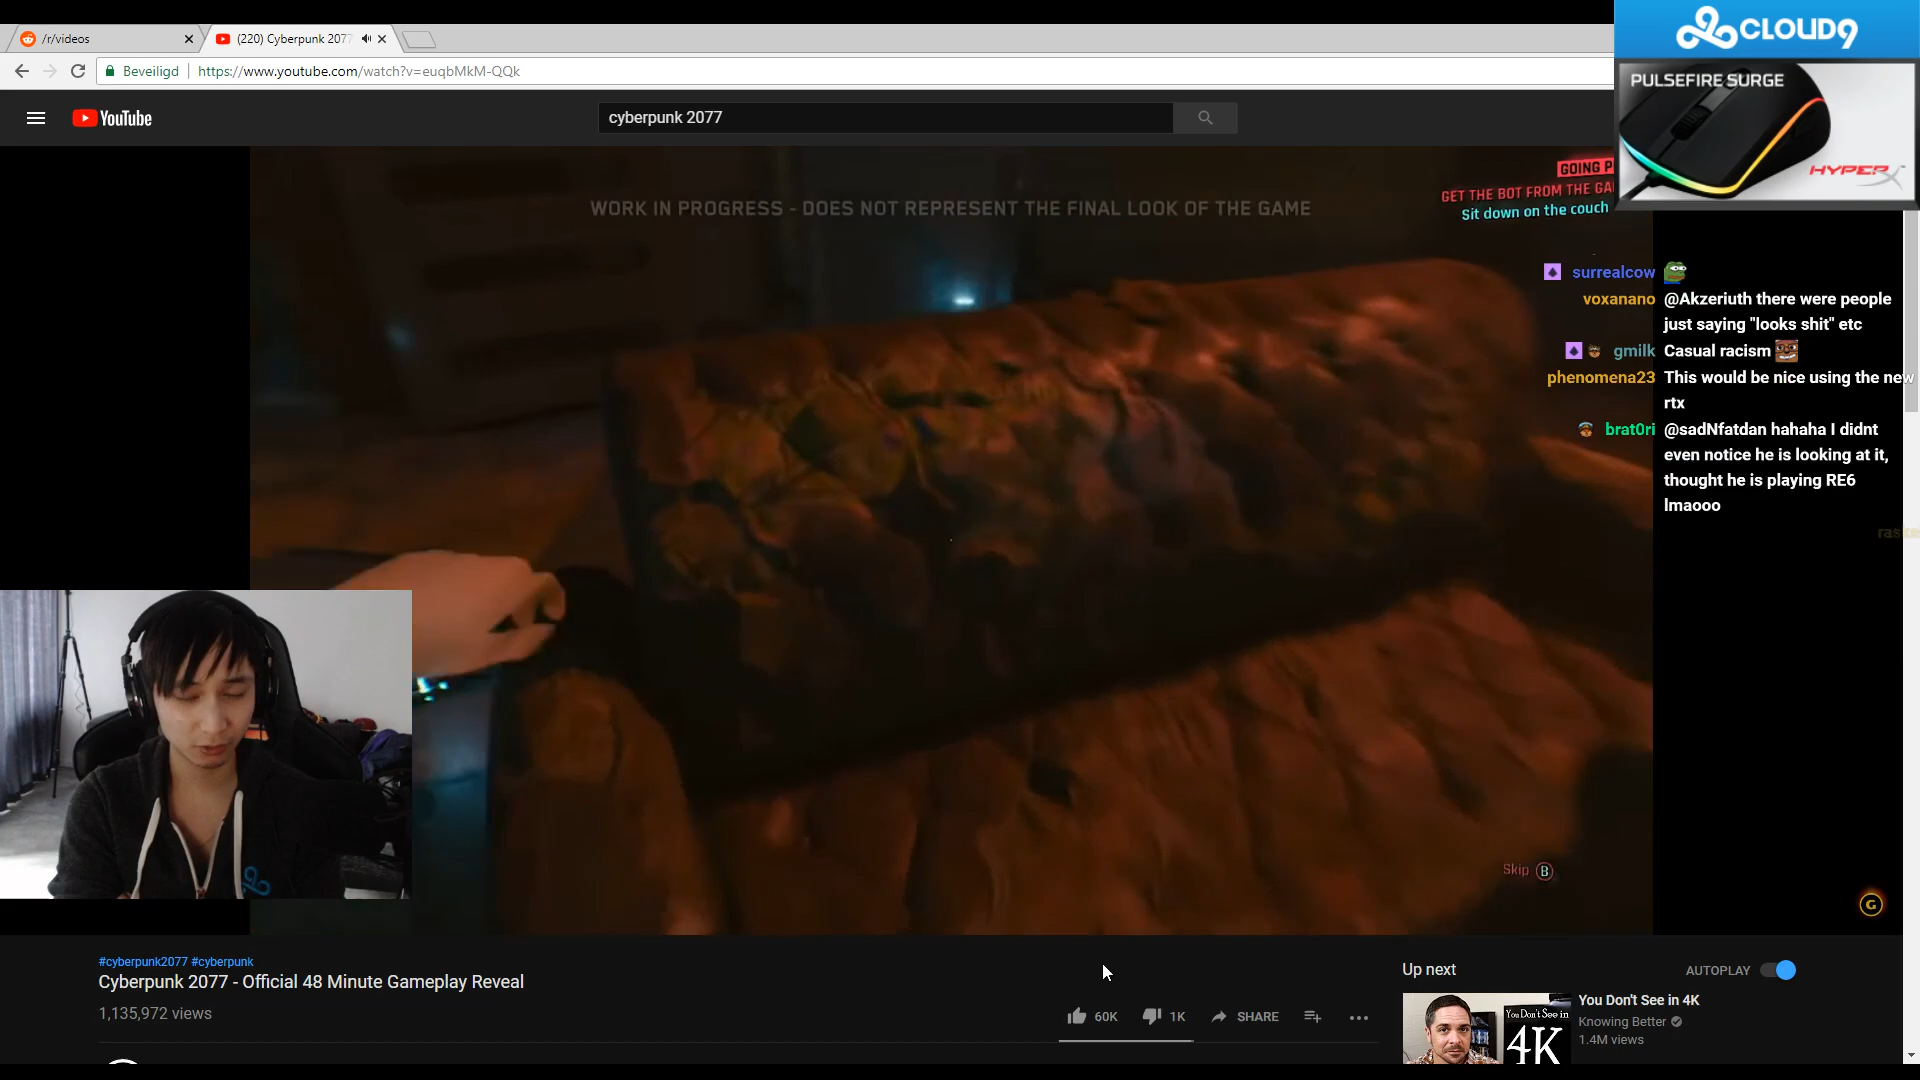 /r/videos
(220) Cyberpunk 2077
Beveiligd
https://www.youtube.com/watch?v=euqbMkM-QQk
CLOUD9
PULSEFIRE SURGE
HYPERX
YouTube
cyberpunk 2077
WORK IN PROGRESS - DOES NOT REPRESENT THE FINAL LOOK OF THE GAME
GOING P
GET THE BOT FROM THE GA
Sit down on the couch
surrealcow
voxanano @Akzeriuth there were people
just saying "looks shit" etc
gmilk Casual racism
phenomena23 This would be nice using the new
rtx
brat0ri @sadNfatdan hahaha I didnt
even notice he is looking at it,
thought he is playing RE6
lmaooo
Skip B
G
#cyberpunk2077 #cyberpunk
Cyberpunk 2077 - Official 48 Minute Gameplay Reveal
1,135,972 views
60K
1K
SHARE
Up next
AUTOPLAY
You Don't See in 4K
You Don't See in
4K
Knowing Better
1.4M views